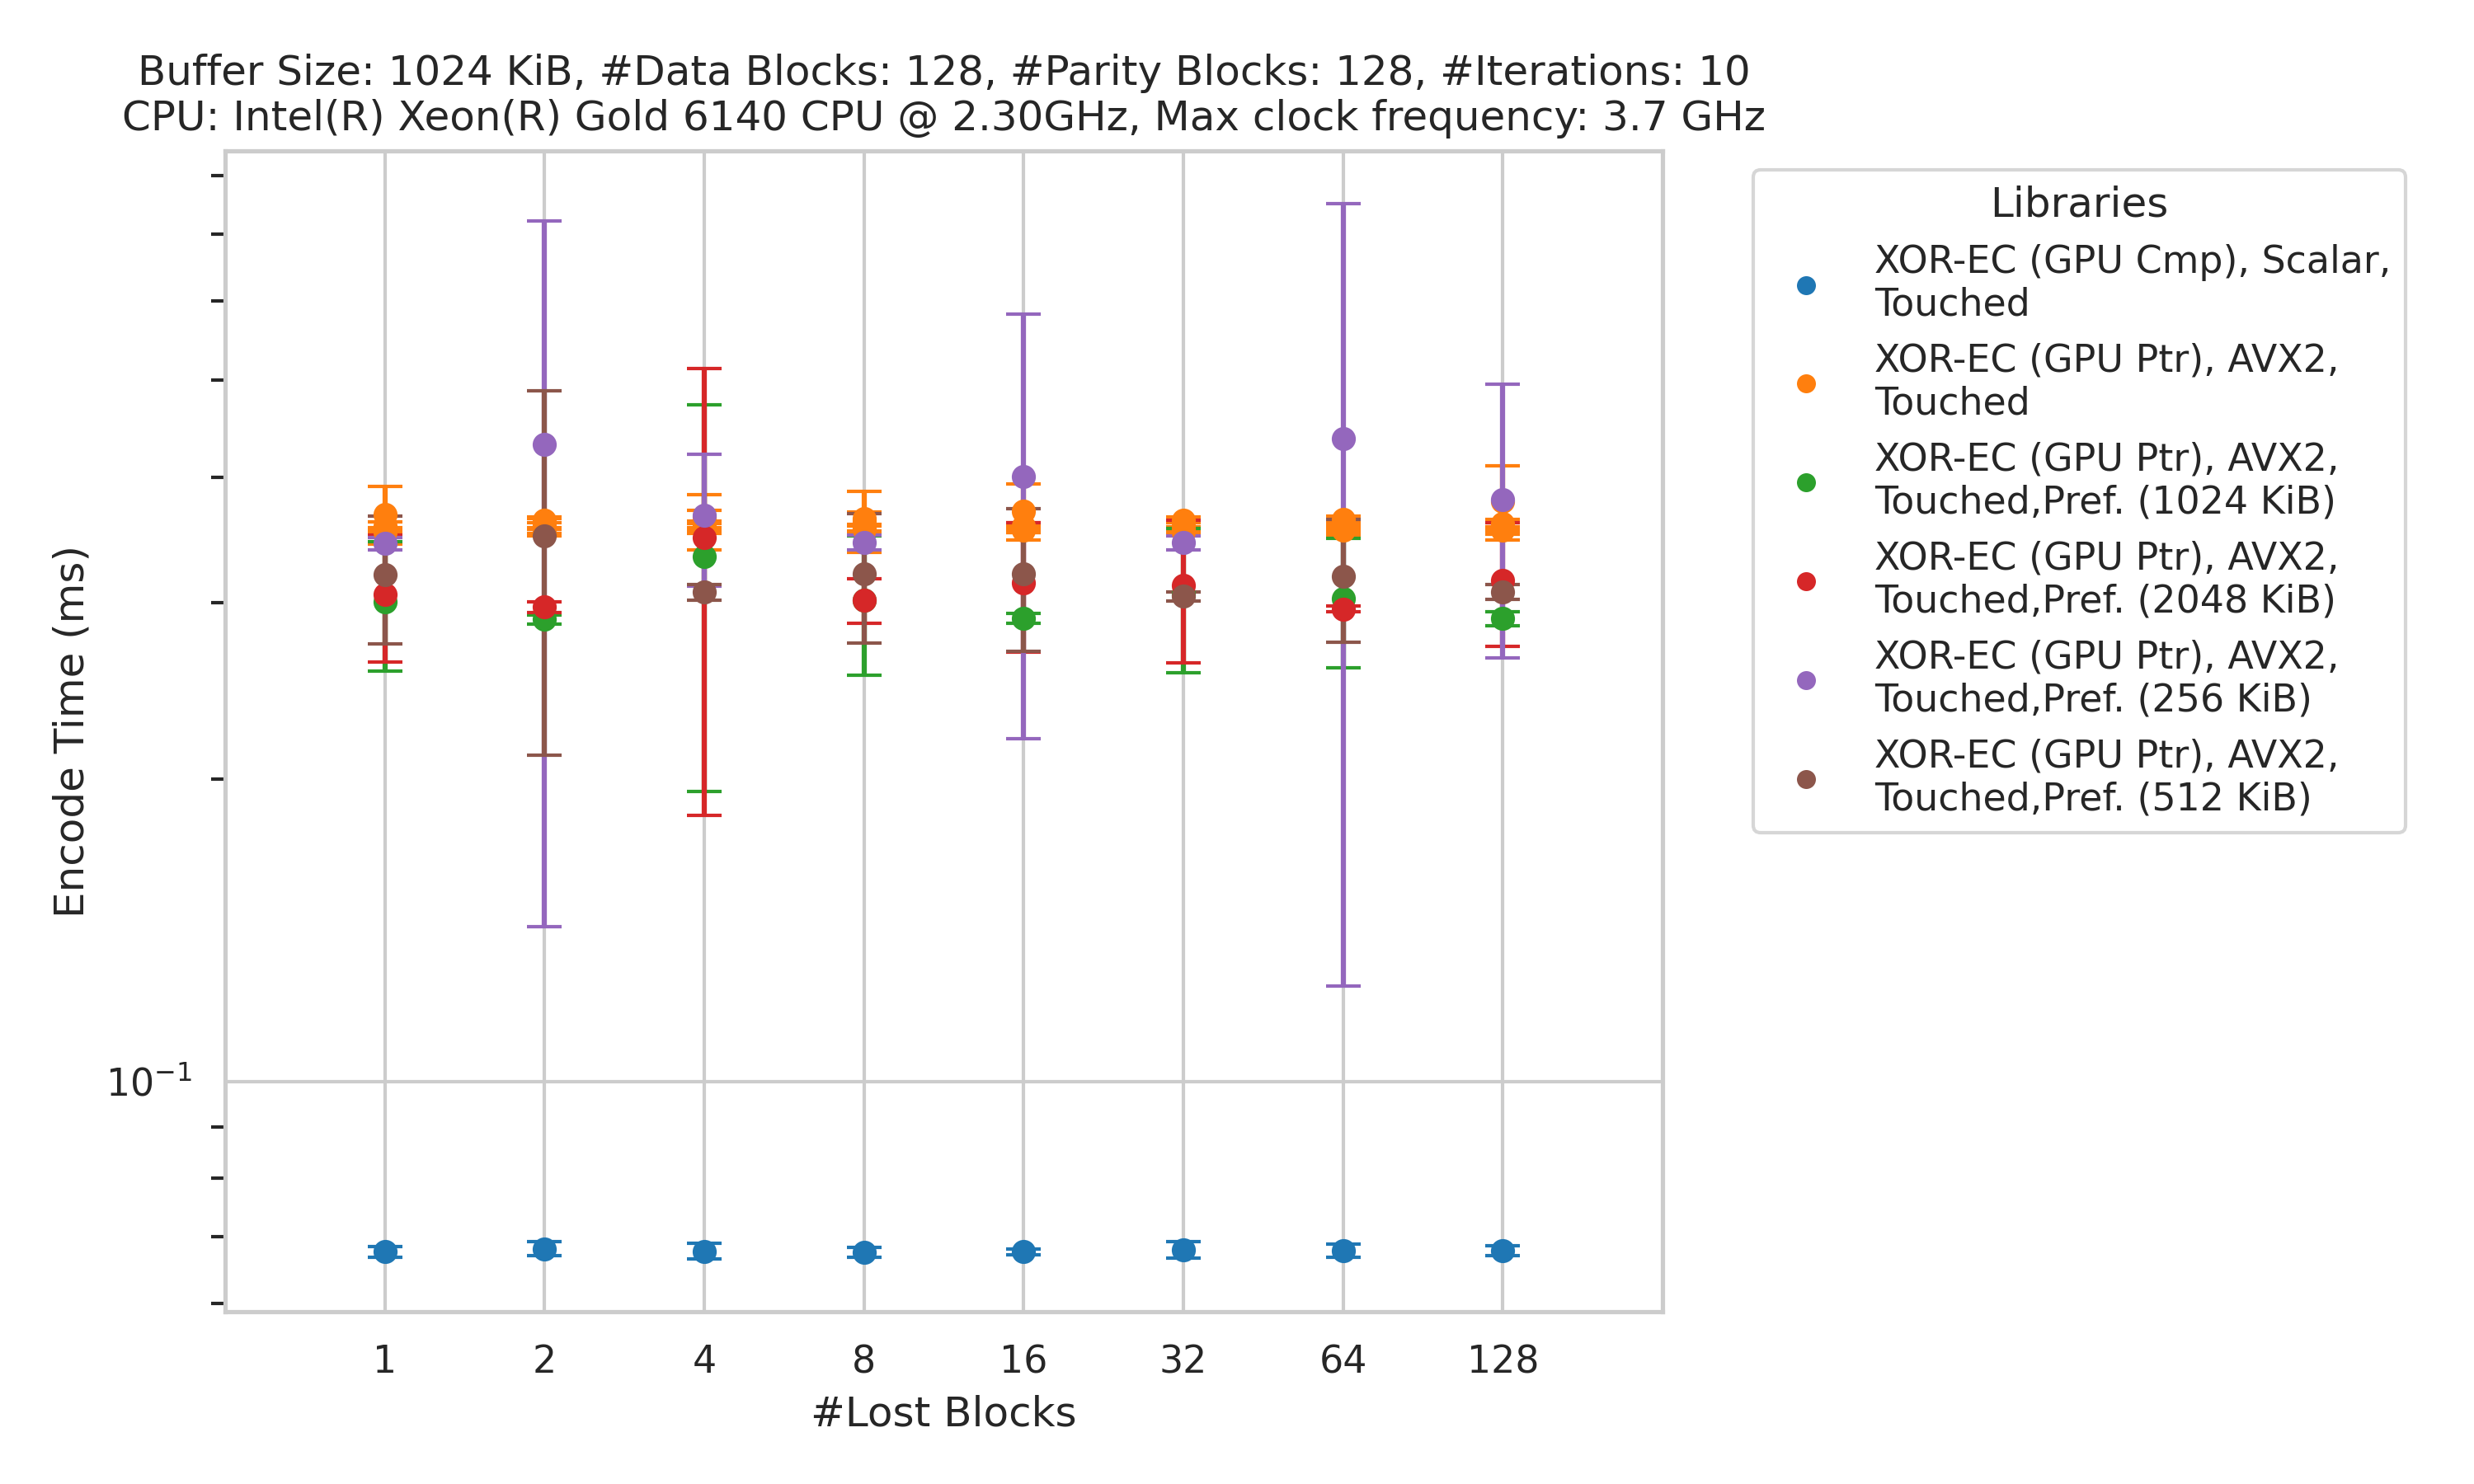 Buffer Size: 1024 KiB, #Data Blocks: 128, #Parity Blocks: 128, #Iterations: 10
CPU: Intel(R) Xeon(R) Gold 6140 CPU @ 2.30GHz, Max clock frequency: 3.7 GHz
Encode Time (ms)
10⁻¹
1 2 4 8 16 32 64 128
#Lost Blocks
Libraries
XOR-EC (GPU Cmp), Scalar,
Touched
XOR-EC (GPU Ptr), AVX2,
Touched
XOR-EC (GPU Ptr), AVX2,
Touched,Pref. (1024 KiB)
XOR-EC (GPU Ptr), AVX2,
Touched,Pref. (2048 KiB)
XOR-EC (GPU Ptr), AVX2,
Touched,Pref. (256 KiB)
XOR-EC (GPU Ptr), AVX2,
Touched,Pref. (512 KiB)